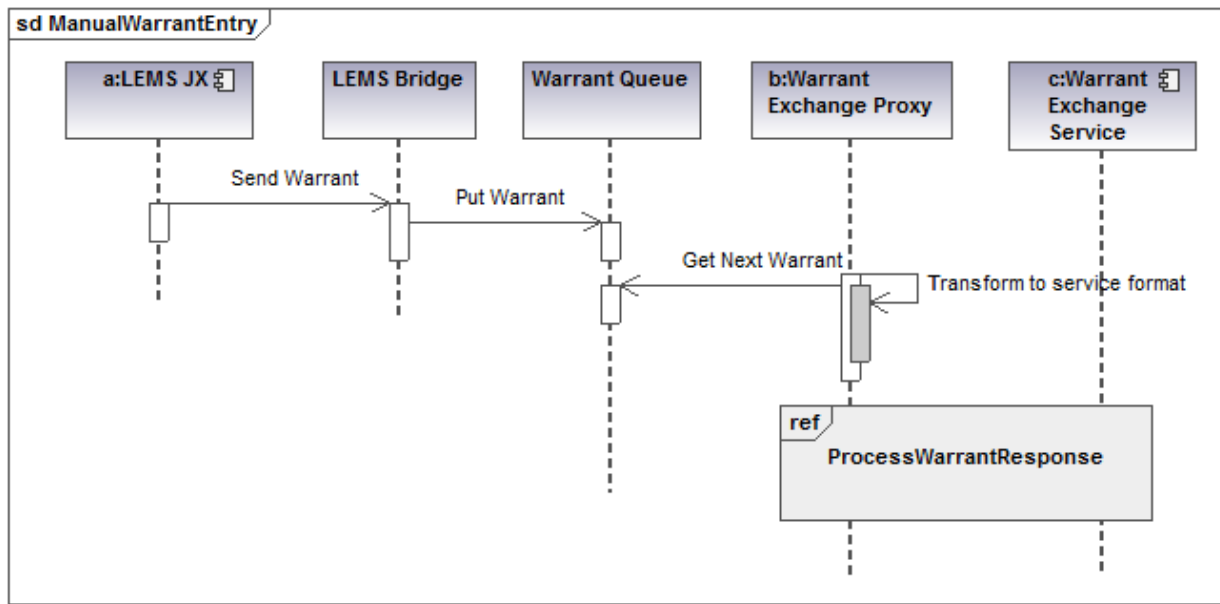 sd ManualWarrantEntry
a:LEMS JX
LEMS Bridge
Warrant Queue
b:Warrant
Exchange Proxy
c:Warrant
Exchange
Service
Send Warrant
Put Warrant
Get Next Warrant
Transform to service format
ref
ProcessWarrantResponse